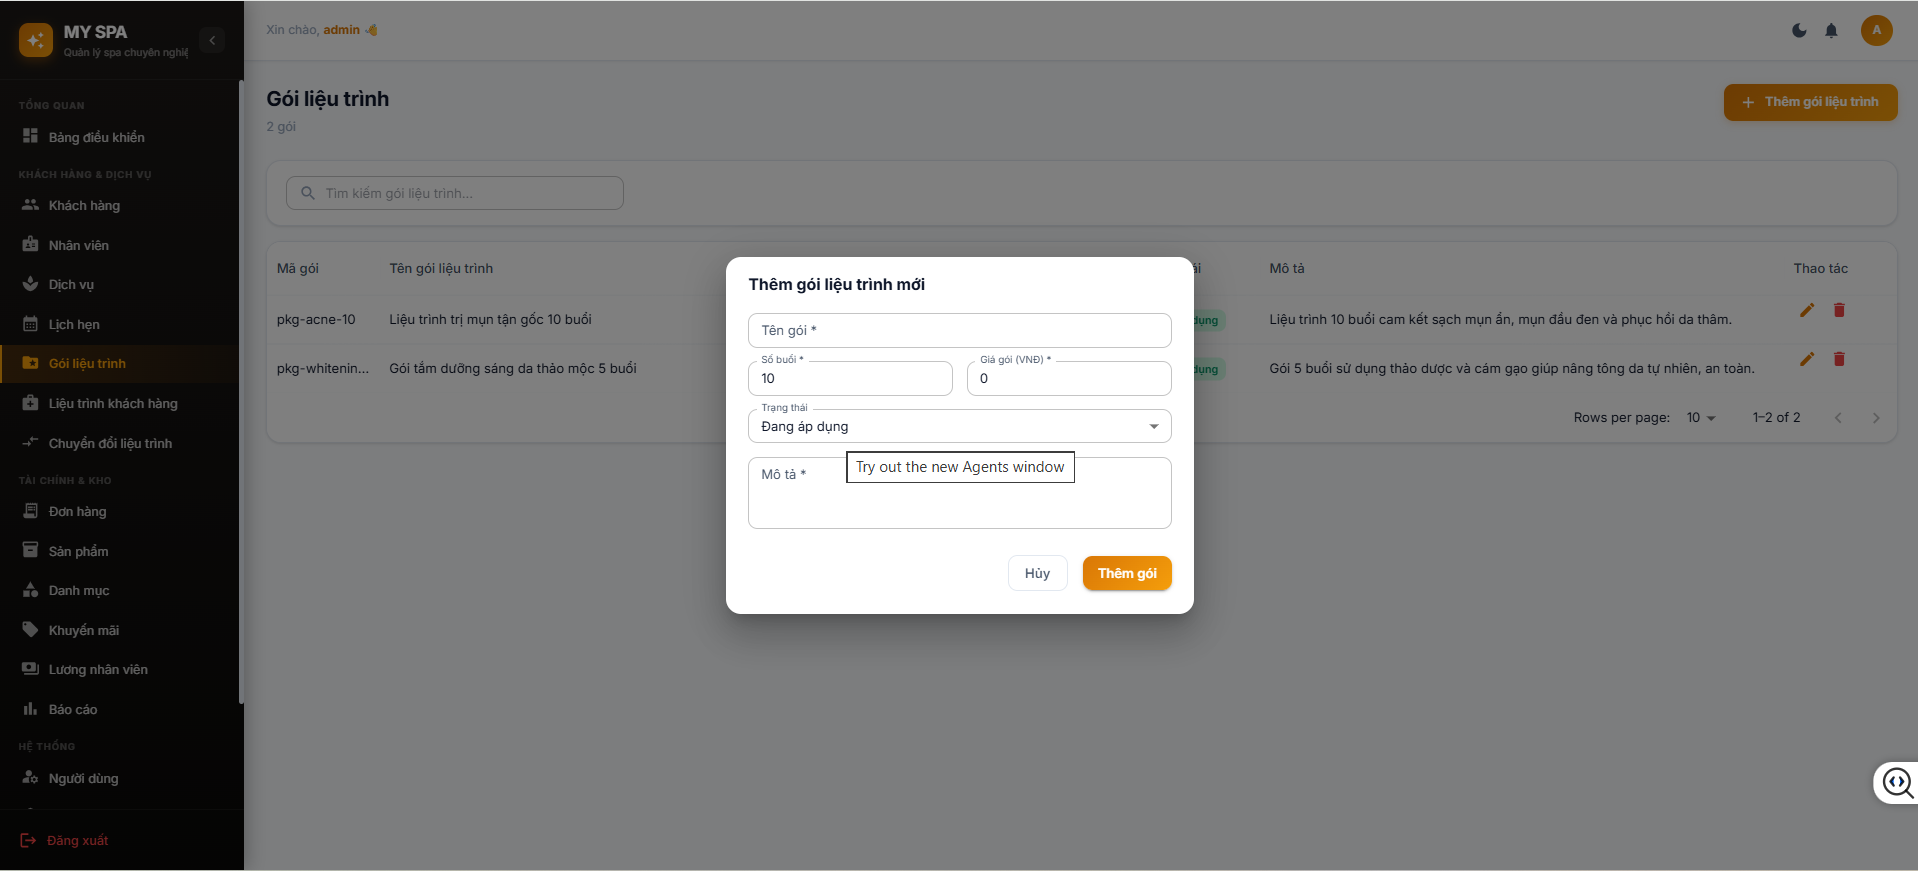 MY SPA
Quản lý spa chuyên nghiệ
TỔNG QUAN
Bảng điều khiển
KHÁCH HÀNG & DỊCH VỤ
Khách hàng
Nhân viên
Dịch vụ
Lịch hẹn
Gói liệu trình
Liệu trình khách hàng
Chuyển đổi liệu trình
TÀI CHÍNH & KHO
Đơn hàng
Sản phẩm
Danh mục
Khuyến mãi
Lương nhân viên
Báo cáo
HỆ THỐNG
Người dùng
Đăng xuất
Xin chào, admin 👋
A
Gói liệu trình
2 gói
+ Thêm gói liệu trình
Tìm kiếm gói liệu trình...
Mã gói Tên gói liệu trình ái Mô tả Thao tác
pkg-acne-10 Liệu trình trị mụn tận gốc 10 buổi dụng Liệu trình 10 buổi cam kết sạch mụn ẩn, mụn đầu đen và phục hồi da thâm.
pkg-whitenin... Gói tắm dưỡng sáng da thảo mộc 5 buổi dụng Gói 5 buổi sử dụng thảo dược và cám gạo giúp nâng tông da tự nhiên, an toàn.
Rows per page: 10 1–2 of 2
Thêm gói liệu trình mới
Tên gói *
Số buổi * Giá gói (VNĐ) *
10 0
Trạng thái
Đang áp dụng
Try out the new Agents window
Mô tả *
Hủy Thêm gói